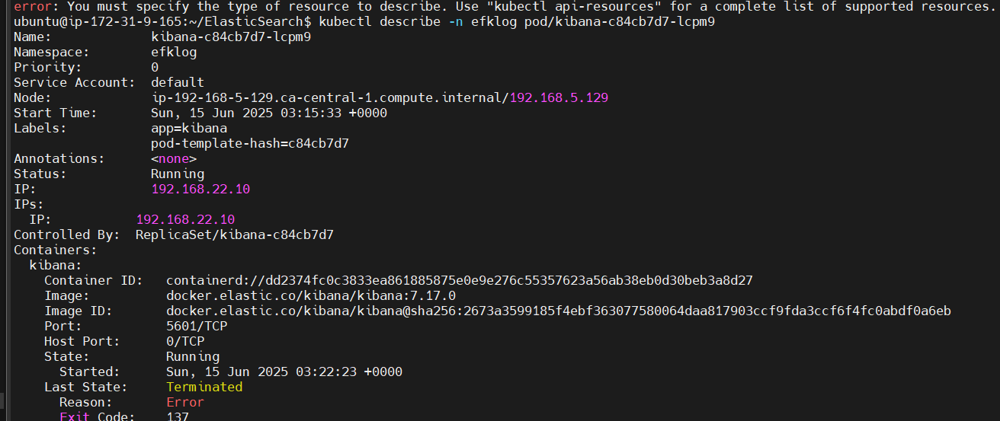 error: You must specify the type of resource to describe. Use "kubectl api-resources" for a complete list of supported resources.
ubuntu@ip-172-31-9-165:~/ElasticSearch$ kubectl describe -n efklog pod/kibana-c84cb7d7-lcpm9
Name:             kibana-c84cb7d7-lcpm9
Namespace:        efklog
Priority:         0
Service Account:  default
Node:             ip-192-168-5-129.ca-central-1.compute.internal/192.168.5.129
Start Time:       Sun, 15 Jun 2025 03:15:33 +0000
Labels:           app=kibana
                  pod-template-hash=c84cb7d7
Annotations:      <none>
Status:           Running
IP:               192.168.22.10
IPs:
  IP:           192.168.22.10
Controlled By:  ReplicaSet/kibana-c84cb7d7
Containers:
  kibana:
    Container ID:   containerd://dd2374fc0c3833ea861885875e0e9e276c55357623a56ab38eb0d30beb3a8d27
    Image:          docker.elastic.co/kibana/kibana:7.17.0
    Image ID:       docker.elastic.co/kibana/kibana@sha256:2673a3599185f4ebf363077580064daa817903ccf9fda3ccf6f4fc0abdf0a6eb
    Port:           5601/TCP
    Host Port:      0/TCP
    State:          Running
      Started:      Sun, 15 Jun 2025 03:22:23 +0000
    Last State:     Terminated
      Reason:       Error
      Exit Code:    137